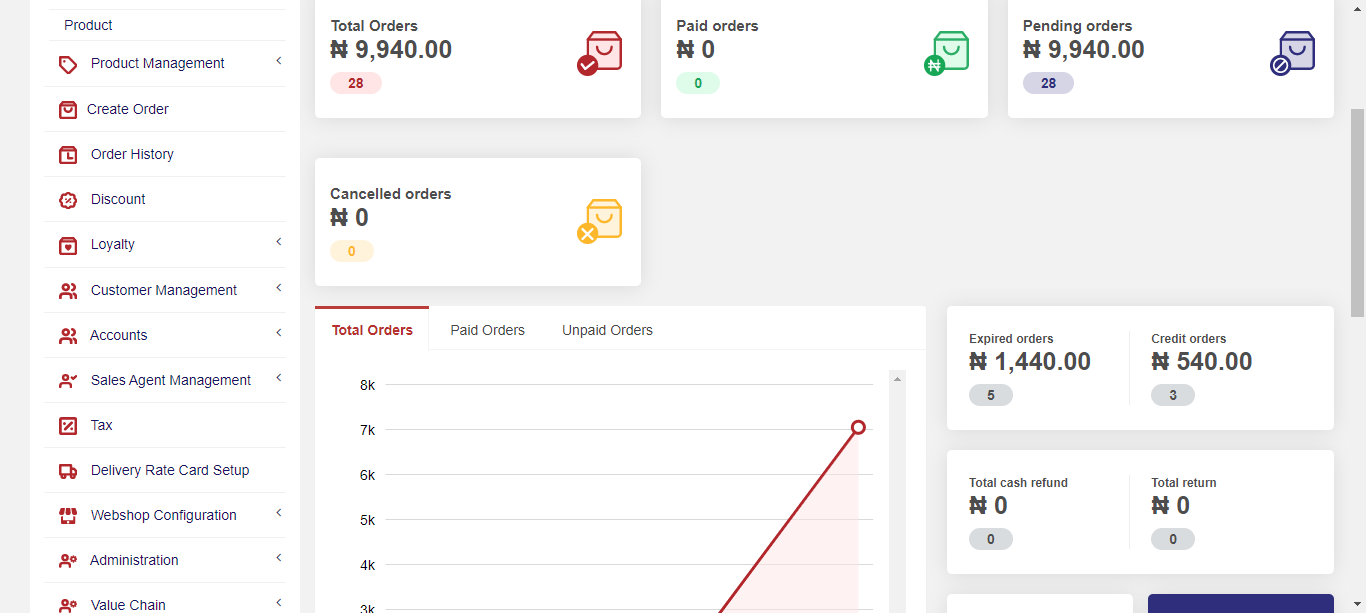 Product
Product Management
Create Order
Order History
Discount
Loyalty
Customer Management
Accounts
Sales Agent Management
Tax
Delivery Rate Card Setup
Webshop Configuration
Administration
Value Chain
Total Orders
₦ 9,940.00
28
Paid orders
₦ 0
0
Pending orders
₦ 9,940.00
28
Cancelled orders
₦ 0
0
Total Orders
Paid Orders
Unpaid Orders
8k
7k
6k
5k
4k
3k
Expired orders
₦ 1,440.00
5
Credit orders
₦ 540.00
3
Total cash refund
₦ 0
0
Total return
₦ 0
0